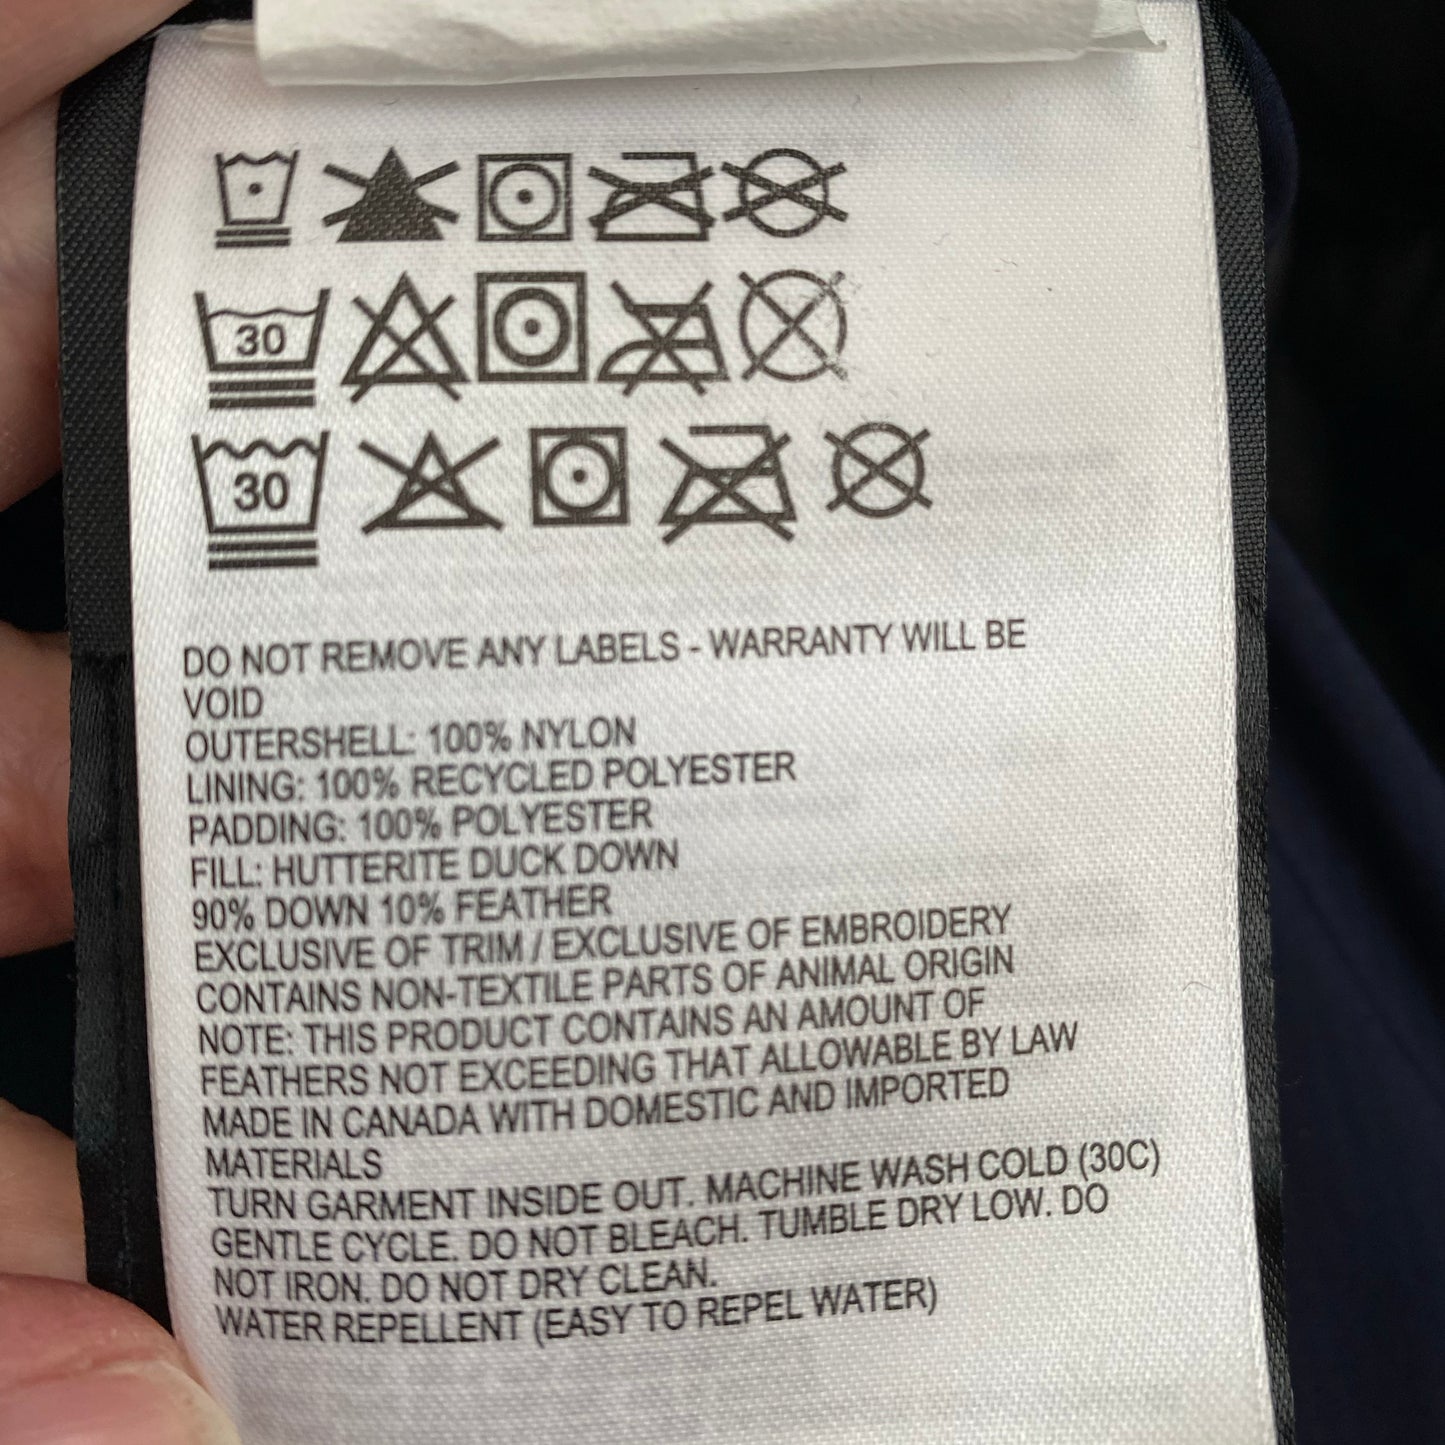 30
30
DO NOT REMOVE ANY LABELS - WARRANTY WILL BE
VOID
OUTERSHELL: 100% NYLON
LINING: 100% RECYCLED POLYESTER
PADDING: 100% POLYESTER
FILL: HUTTERITE DUCK DOWN
90% DOWN 10% FEATHER
EXCLUSIVE OF TRIM / EXCLUSIVE OF EMBROIDERY
CONTAINS NON-TEXTILE PARTS OF ANIMAL ORIGIN
NOTE: THIS PRODUCT CONTAINS AN AMOUNT OF
FEATHERS NOT EXCEEDING THAT ALLOWABLE BY LAW
MADE IN CANADA WITH DOMESTIC AND IMPORTED
MATERIALS
TURN GARMENT INSIDE OUT. MACHINE WASH COLD (30C)
GENTLE CYCLE. DO NOT BLEACH. TUMBLE DRY LOW. DO
NOT IRON. DO NOT DRY CLEAN.
WATER REPELLENT (EASY TO REPEL WATER)